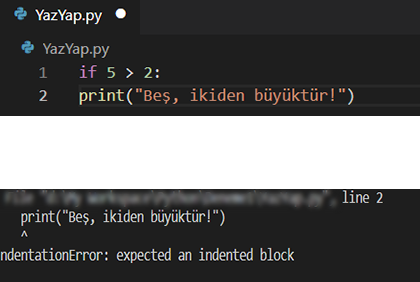 YazYap.py
YazYap.py
1 if 5 > 2:
2 print("Beş, ikiden büyüktür!")
line 2
print("Beş, ikiden büyüktür!")
^
ndentationError: expected an indented block